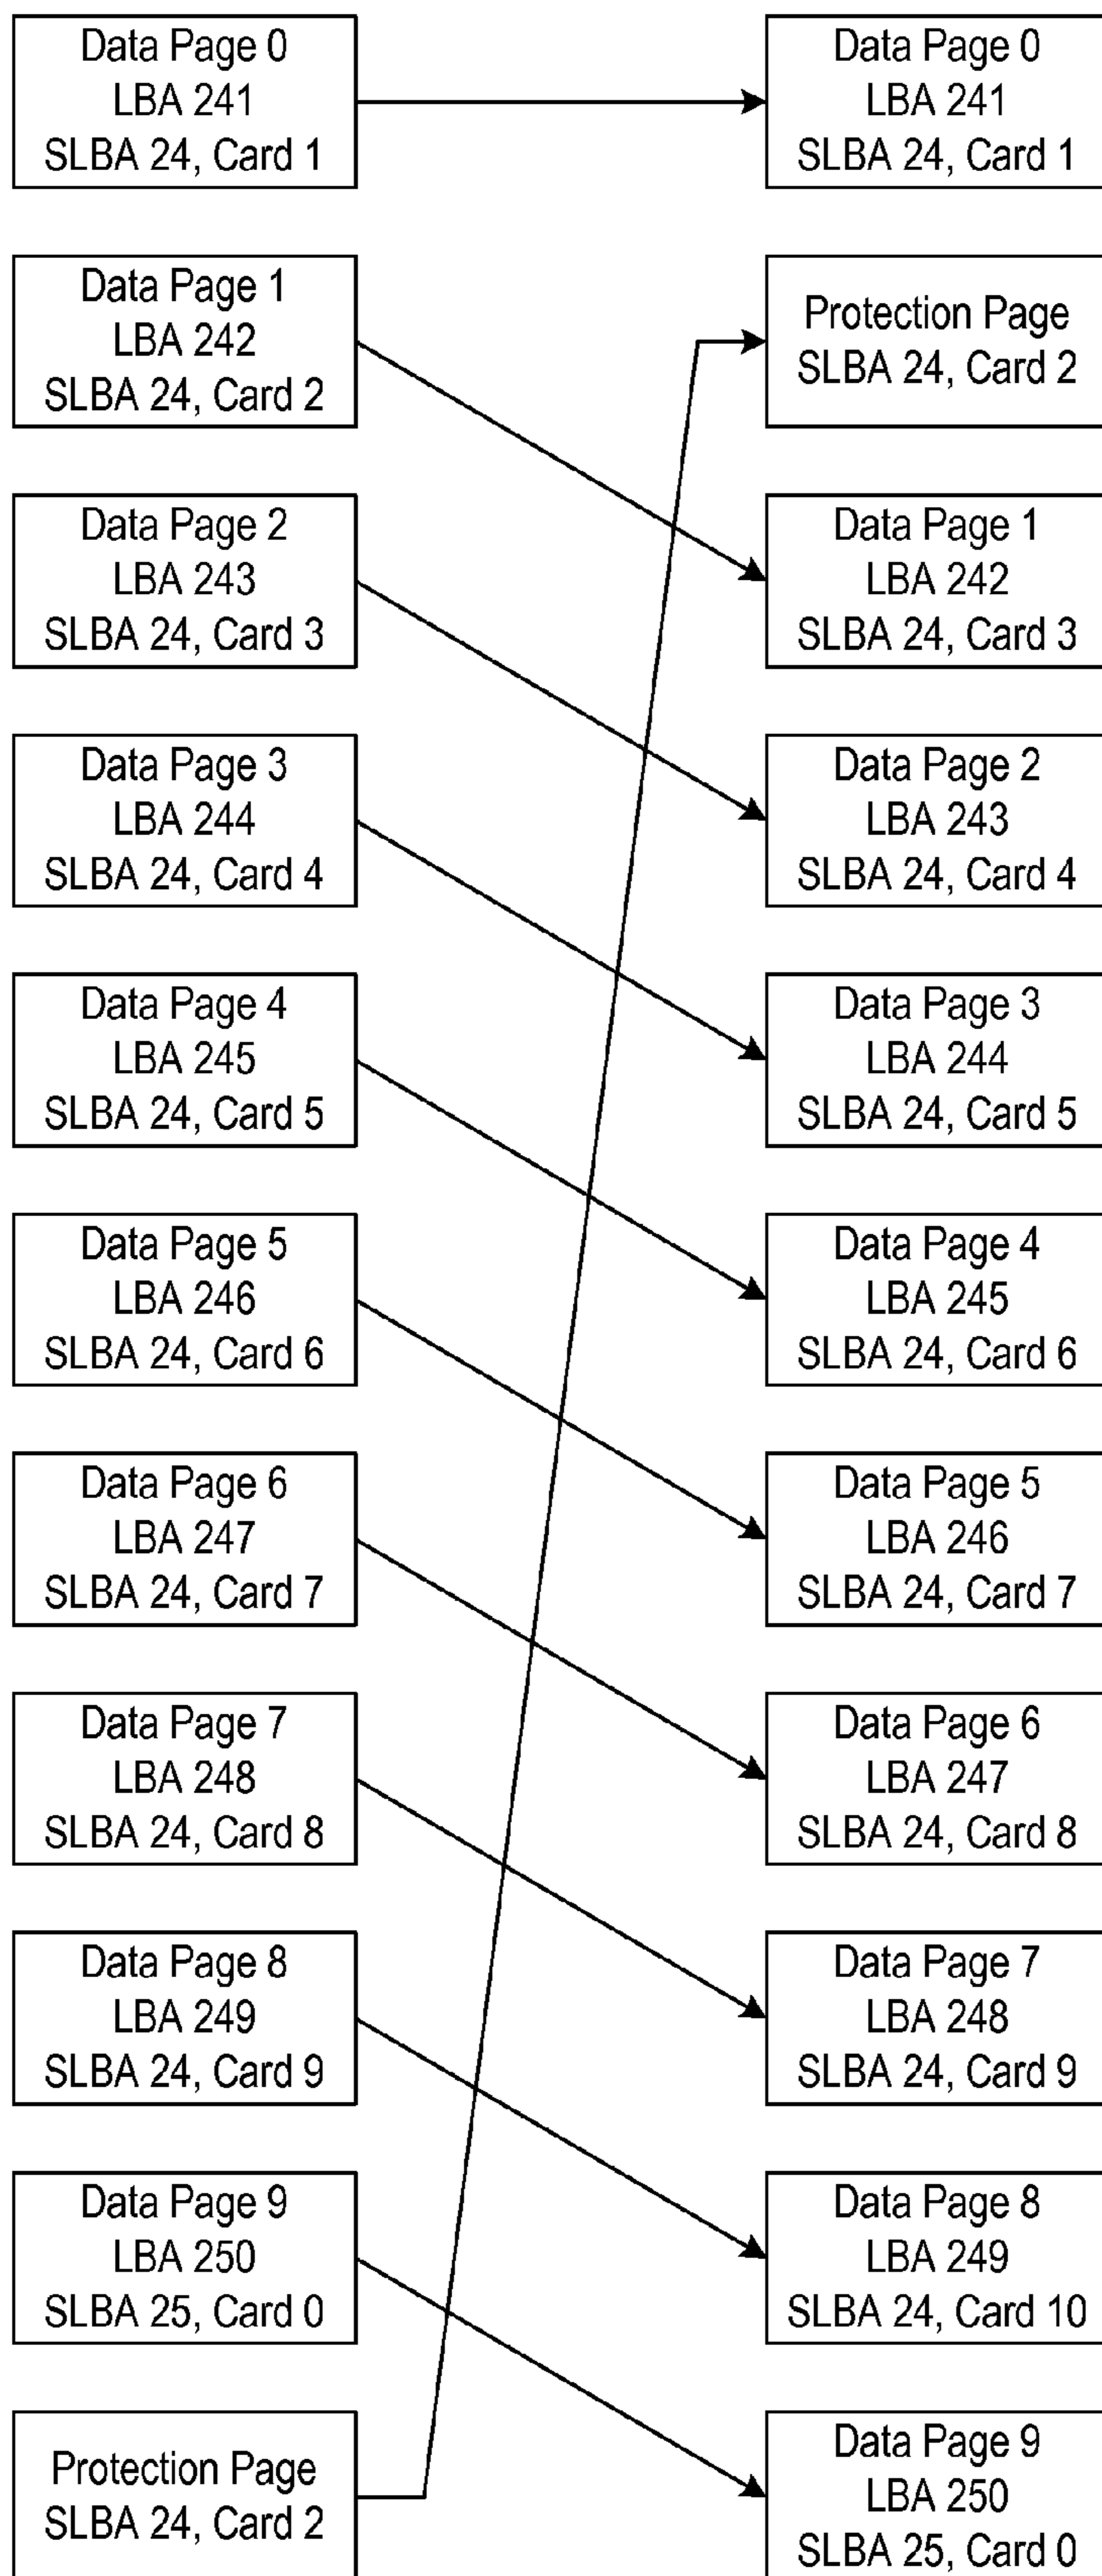 Data Page 0
LBA 241
SLBA 24, Card 1
Data Page 0
LBA 241
SLBA 24, Card 1
Data Page 1
LBA 242
SLBA 24, Card 2
Protection Page
SLBA 24, Card 2
Data Page 2
LBA 243
SLBA 24, Card 3
Data Page 1
LBA 242
SLBA 24, Card 3
Data Page 3
LBA 244
SLBA 24, Card 4
Data Page 2
LBA 243
SLBA 24, Card 4
Data Page 4
LBA 245
SLBA 24, Card 5
Data Page 3
LBA 244
SLBA 24, Card 5
Data Page 5
LBA 246
SLBA 24, Card 6
Data Page 4
LBA 245
SLBA 24, Card 6
Data Page 6
LBA 247
SLBA 24, Card 7
Data Page 5
LBA 246
SLBA 24, Card 7
Data Page 7
LBA 248
SLBA 24, Card 8
Data Page 6
LBA 247
SLBA 24, Card 8
Data Page 8
LBA 249
SLBA 24, Card 9
Data Page 7
LBA 248
SLBA 24, Card 9
Data Page 9
LBA 250
SLBA 25, Card 0
Data Page 8
LBA 249
SLBA 24, Card 10
Protection Page
SLBA 24, Card 2
Data Page 9
LBA 250
SLBA 25, Card 0